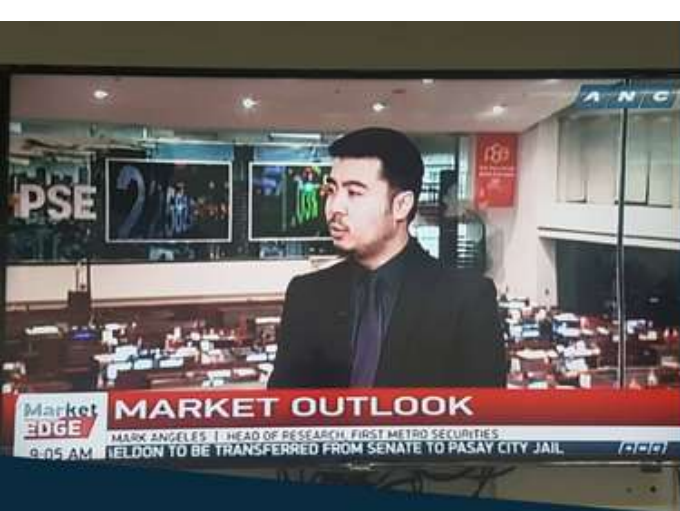 ANC
PSE
MARKET OUTLOOK
Market
EDGE
MARK ANGELES | HEAD OF RESEARCH, FIRST METRO SECURITIES
9:05 AM
ELDON TO BE TRANSFERRED FROM SENATE TO PASAY CITY JAIL